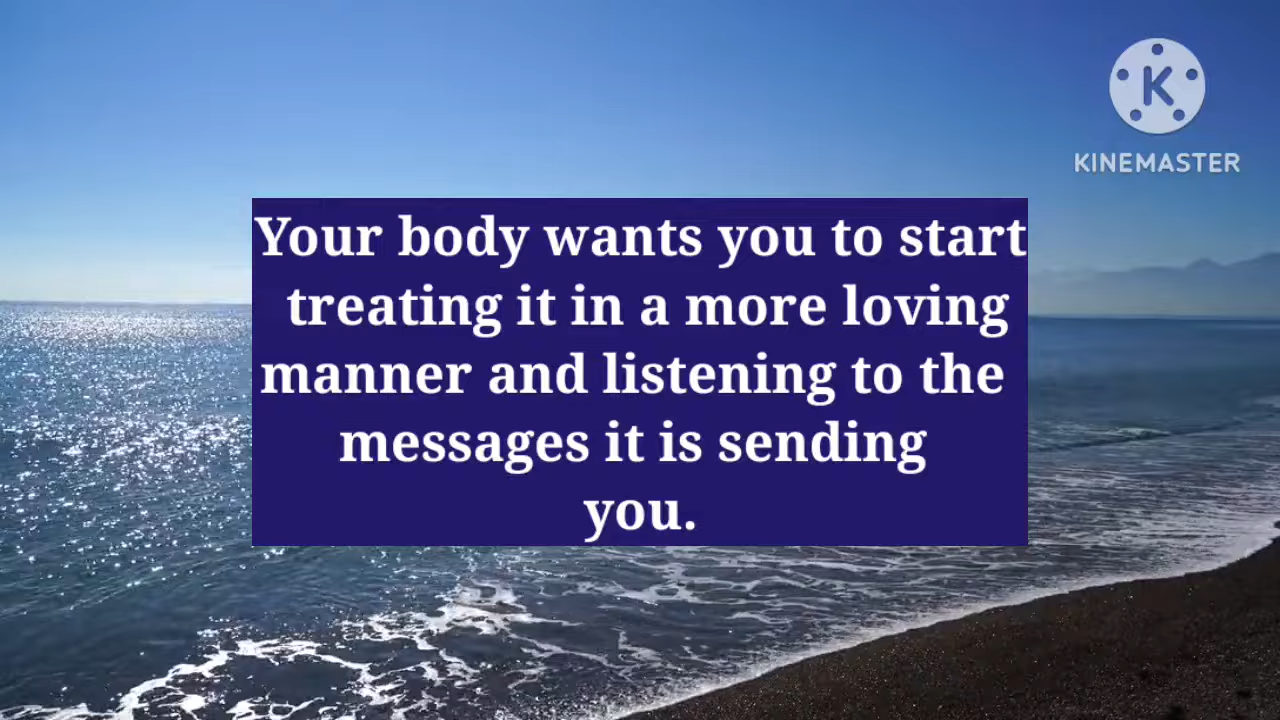 K
KINEMASTER
Your body wants you to start
treating it in a more loving
manner and listening to the
messages it is sending
you.